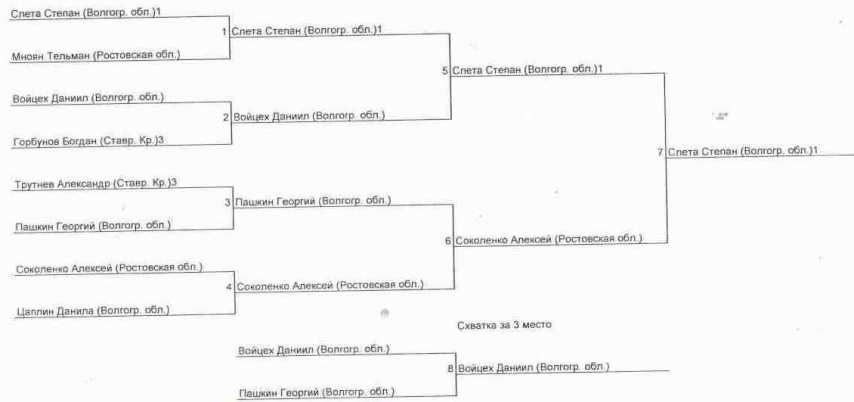 Слета Степан (Волгогр. обл.)1
1 Слета Степан (Волгогр. обл.)1
Мноян Тельман (Ростовская обл.)
5 Слета Степан (Волгогр. обл.)1
Войцех Даниил (Волгогр. обл.)
2 Войцех Даниил (Волгогр. обл.)
Горбунов Богдан (Ставр. Кр.)3
7 Слета Степан (Волгогр. обл.)1
Трутнев Александр (Ставр. Кр.)3
3 Пашкин Георгий (Волгогр. обл.)
Пашкин Георгий (Волгогр. обл.)
6 Соколенко Алексей (Ростовская обл.)
Соколенко Алексей (Ростовская обл.)
4 Соколенко Алексей (Ростовская обл.)
Цаплин Данила (Волгогр. обл.)
Схватка за 3 место
Войцех Даниил (Волгогр. обл.)
8 Войцех Даниил (Волгогр. обл.)
Пашкин Георгий (Волгогр. обл.)